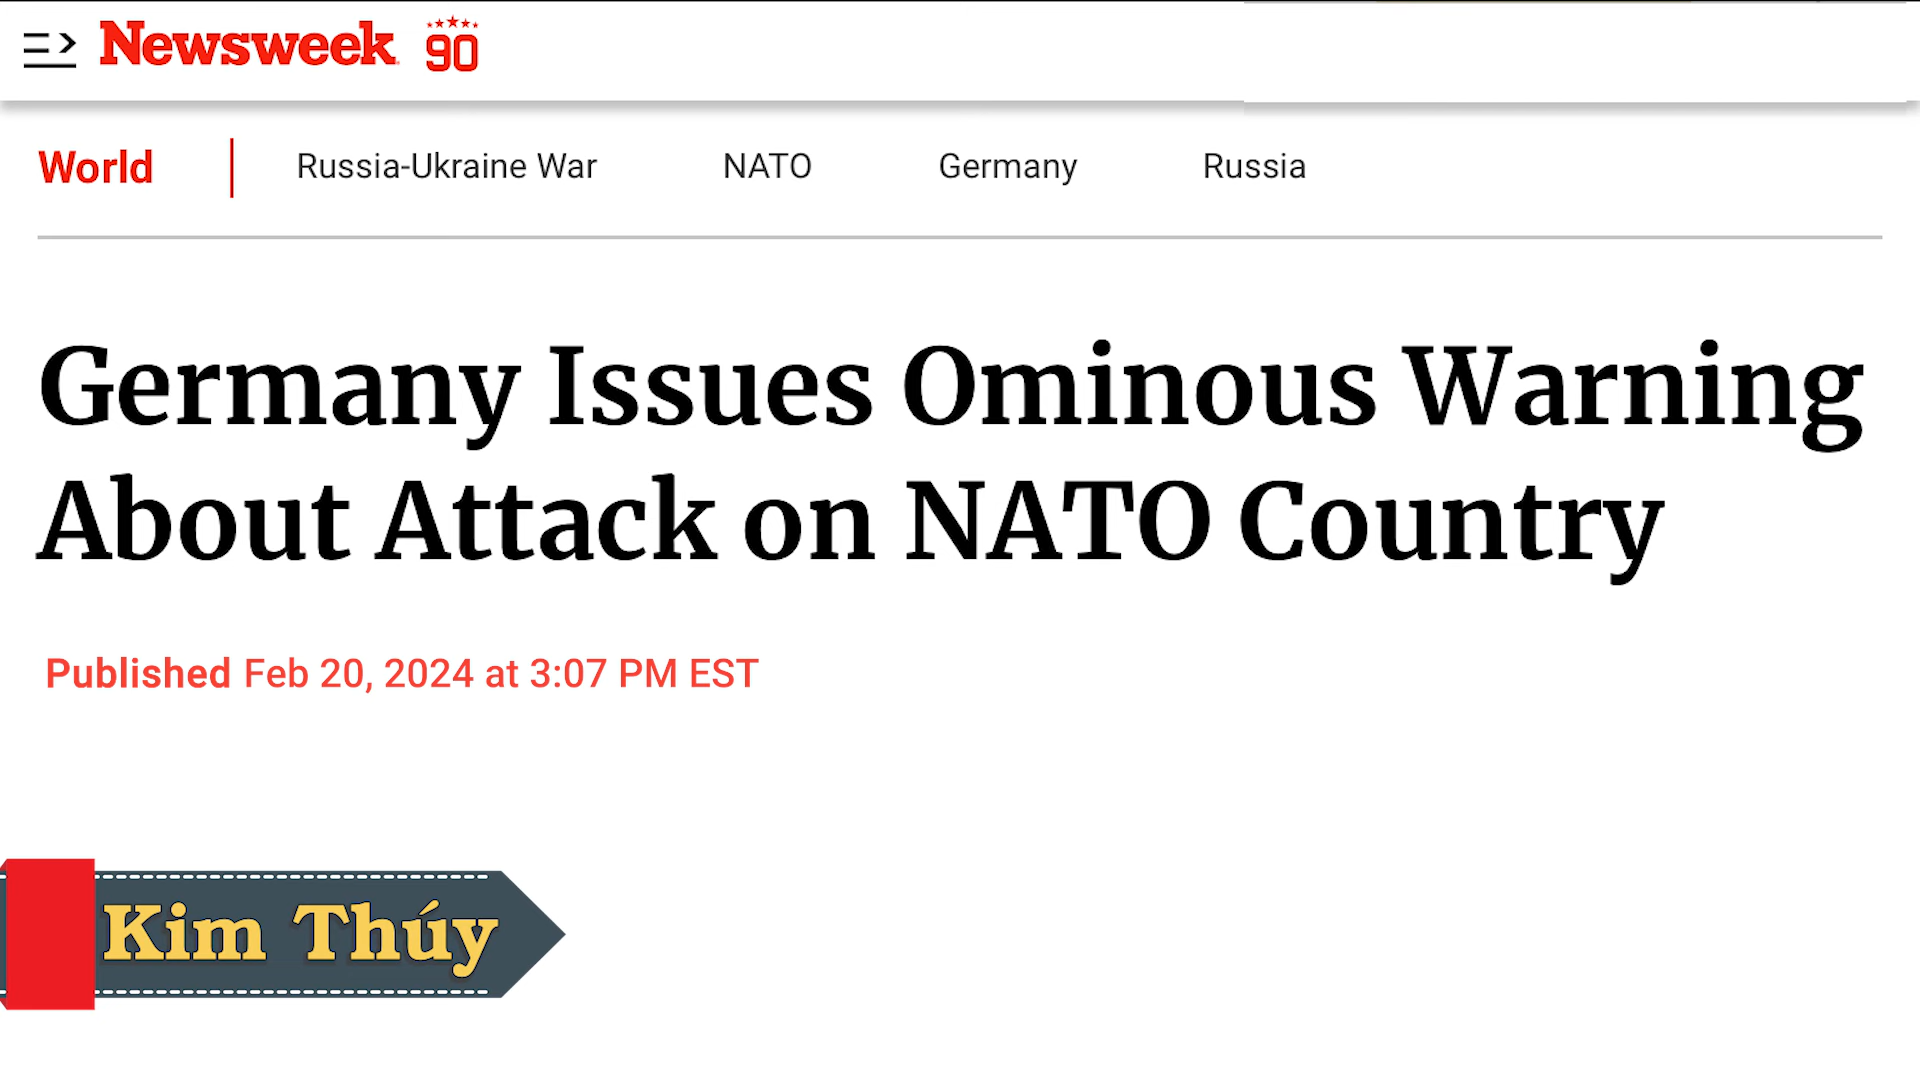 Newsweek 90
World Russia-Ukraine War NATO Germany Russia
Germany Issues Ominous Warning
About Attack on NATO Country
Published Feb 20, 2024 at 3:07 PM EST
Kim Thúy